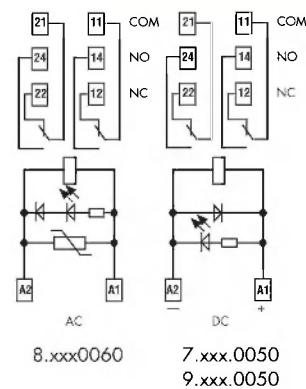 21 11 COM 21 11 COM
24 14 NO 24 14 NO
22 12 NC 22 12 NC
A2 A1 A2 A1
AC — DC +
8.xxx0060 7.xxx.0050
9.xxx.0050